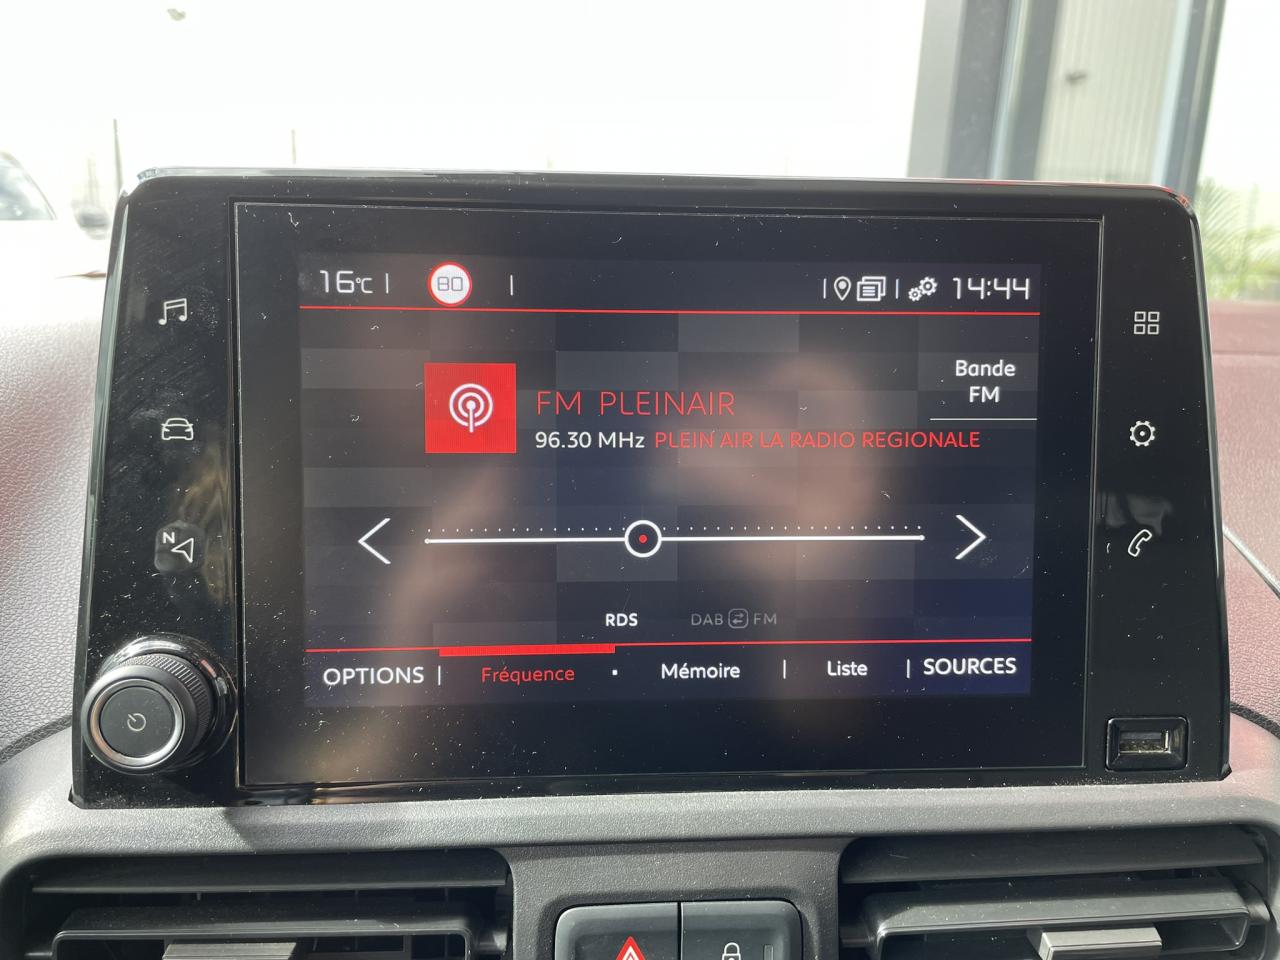 16°C
80
14:44
Bande
FM
FM PLEINAIR
96.30 MHz PLEIN AIR LA RADIO REGIONALE
RDS
DAB FM
OPTIONS | Fréquence · Mémoire | Liste | SOURCES
N